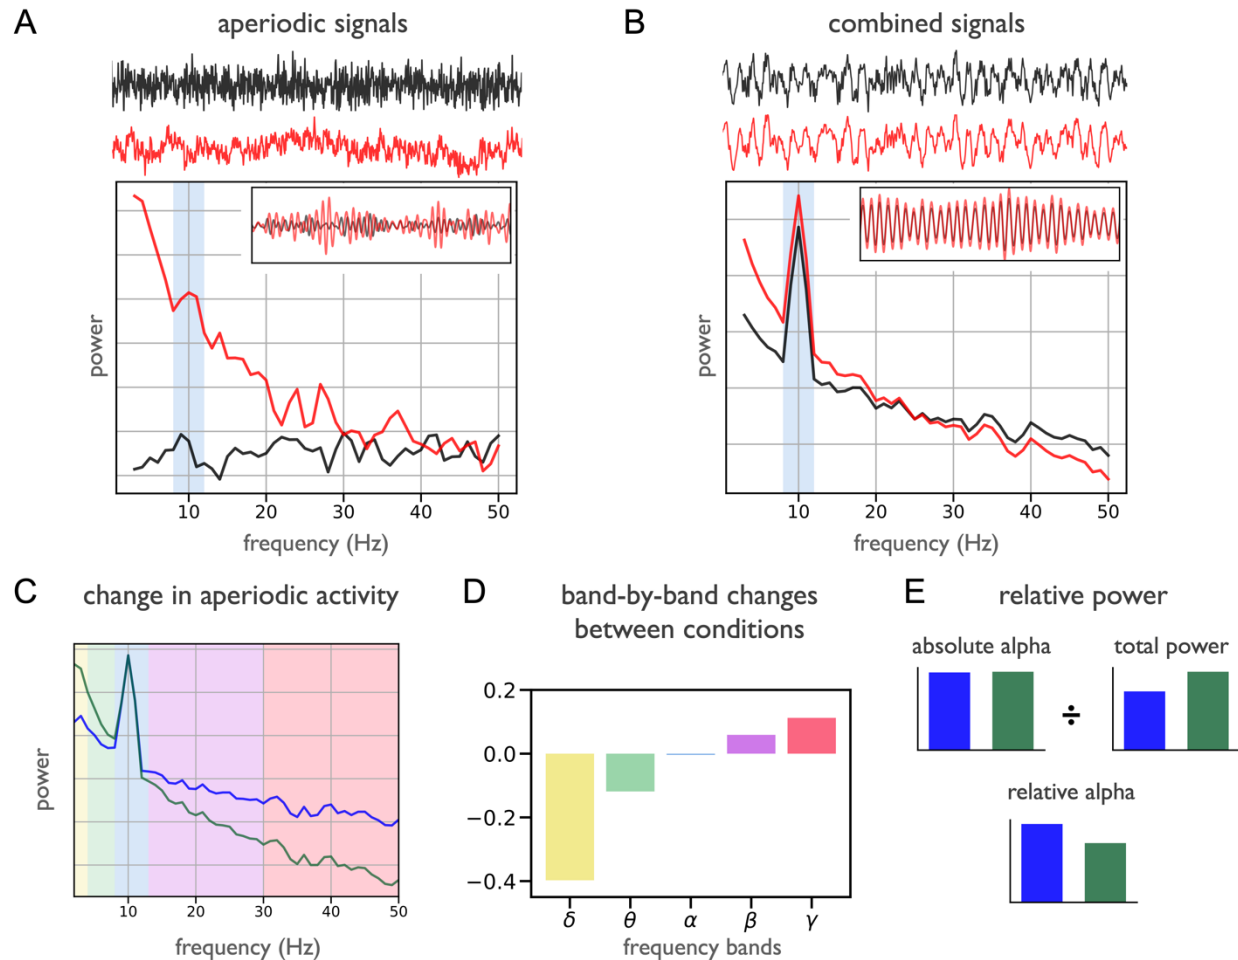 A
aperiodic signals
power
10
20
30
40
50
frequency (Hz)
B
combined signals
power
10
20
30
40
50
frequency (Hz)
C
change in aperiodic activity
power
10
20
30
40
50
frequency (Hz)
D
band-by-band changes
between conditions
0.2
0.0
−0.2
−0.4
δ
θ
α
β
γ
frequency bands
E
relative power
absolute alpha
÷
total power
relative alpha